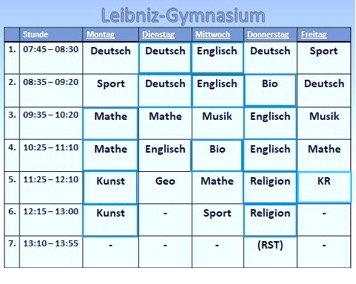 Leibniz-Gymnasium
Stunde Montag Dienstag Mittwoch Donnerstag Freitag
1. 07:45 – 08:30 Deutsch Deutsch Englisch Deutsch Sport
2. 08:35 – 09:20 Sport Deutsch Englisch Bio Deutsch
3. 09:35 – 10:20 Mathe Mathe Musik Englisch Musik
4. 10:25 – 11:10 Mathe Englisch Bio Englisch Mathe
5. 11:25 – 12:10 Kunst Geo Mathe Religion KR
6. 12:15 – 13:00 Kunst - Sport Religion -
7. 13:10 – 13:55 - - - (RST) -